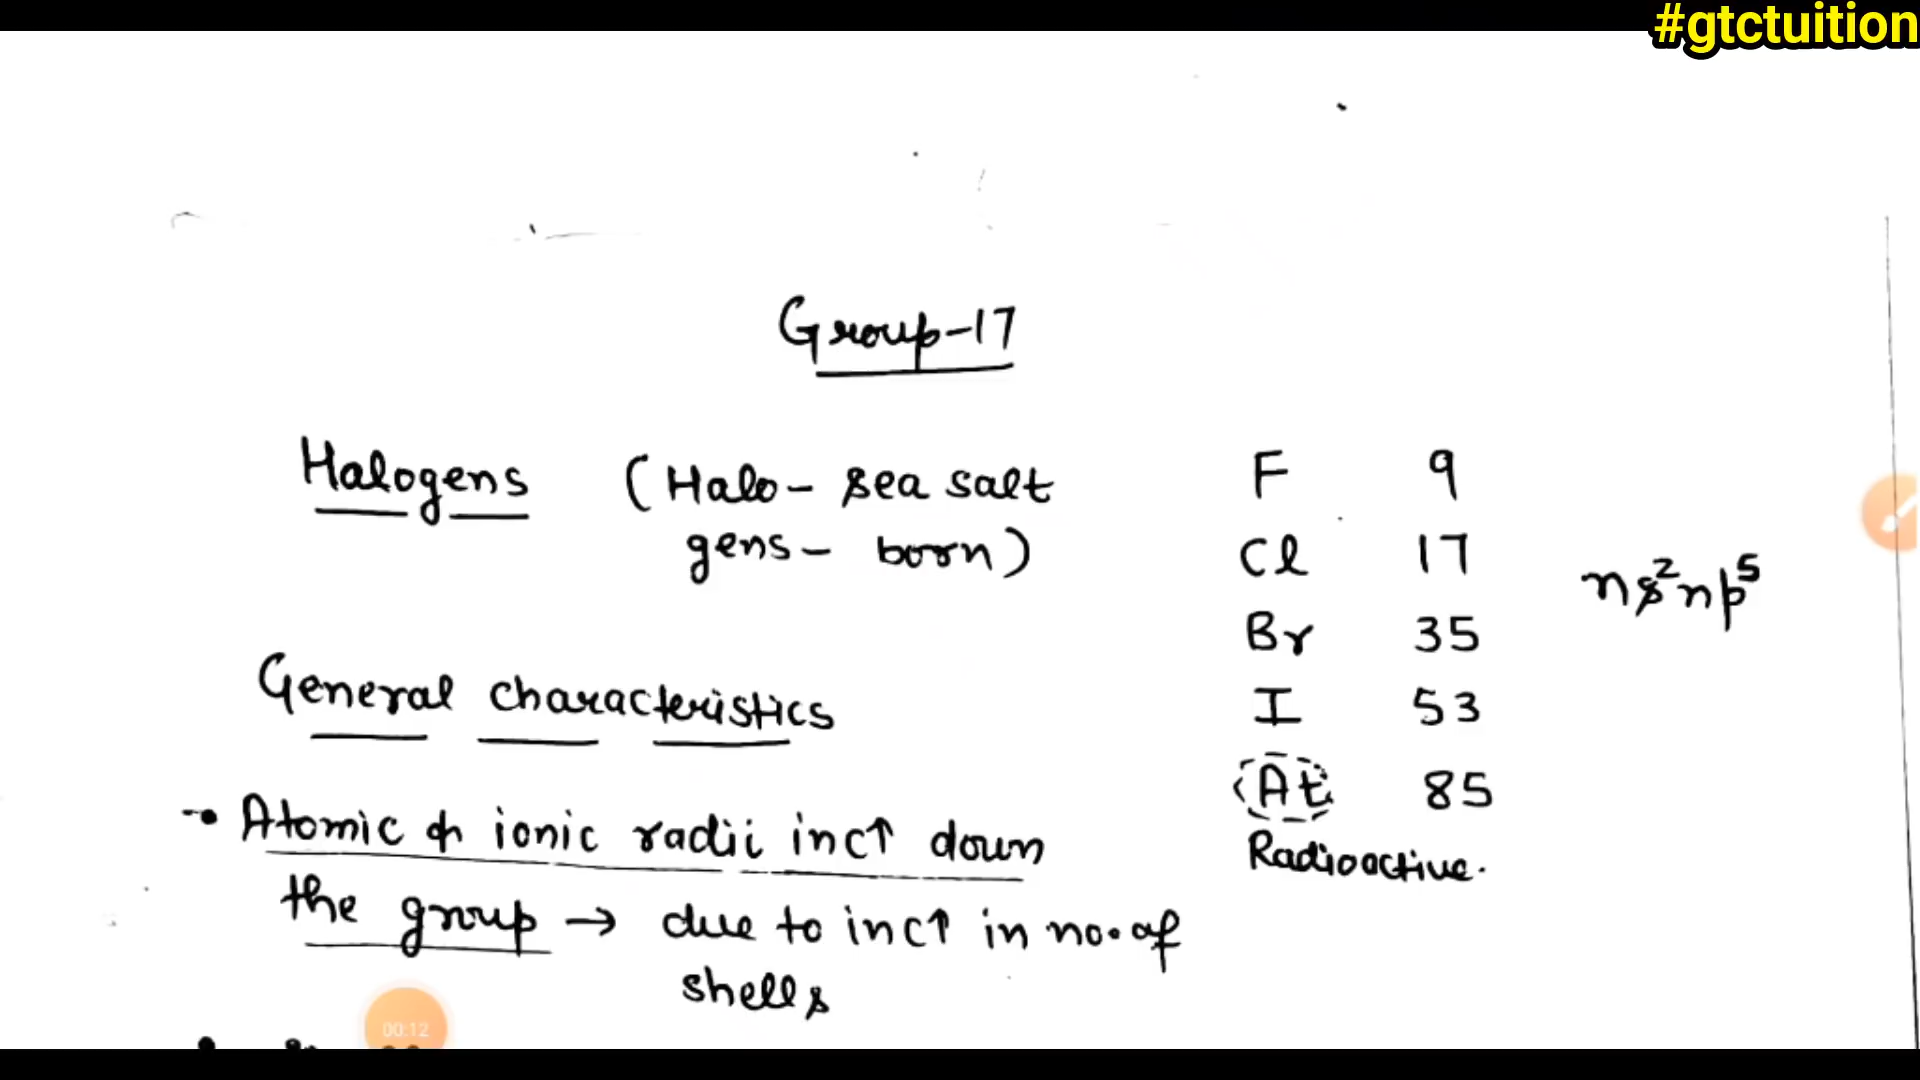 #gtctuition
Group-17
Halogens (Halo- sea salt
gens- born)
F 9
Cl 17
Br 35
I 53
At 85
Radioactive.
ns²np⁵
General characteristics
• Atomic & ionic radii inc↑ down
the group → due to inc↑ in no. of
shells
00:12